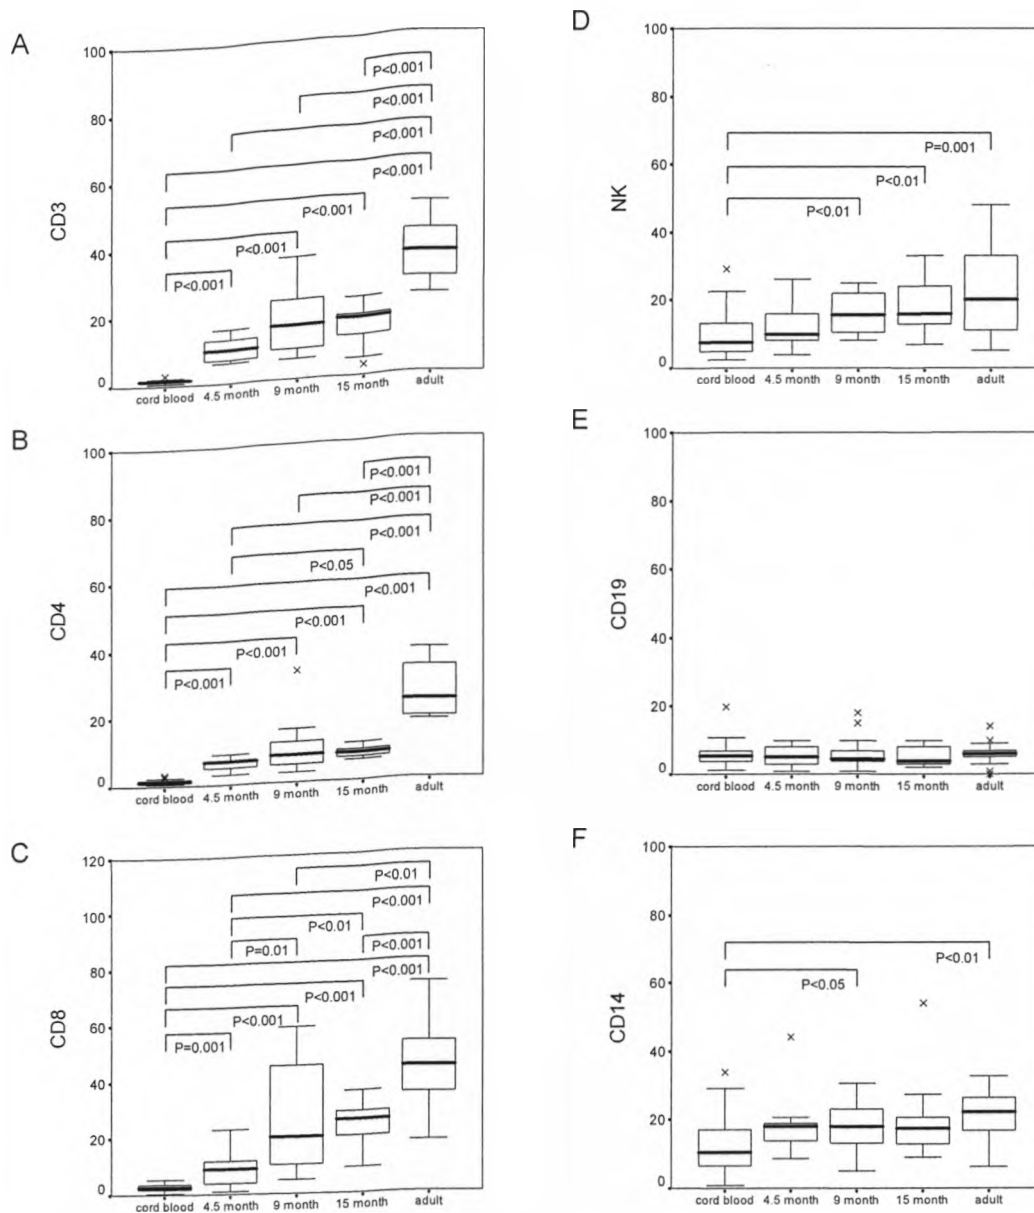 A
CD3
100
80
60
40
20
0
P<0.001
P<0.001
P<0.001
P<0.001
P<0.001
P<0.001
P<0.001
cord blood 4.5 month 9 month 15 month adult
B
CD4
100
80
60
40
20
0
P<0.001
P<0.001
P<0.001
P<0.05
P<0.001
P<0.001
P<0.001
P<0.001
cord blood 4.5 month 9 month 15 month adult
C
CD8
120
100
80
60
40
20
0
P<0.01
P<0.001
P<0.01
P=0.01
P<0.001
P<0.001
P<0.001
P<0.001
P=0.001
cord blood 4.5 month 9 month 15 month adult
D
NK
100
80
60
40
20
0
P=0.001
P<0.01
P<0.01
cord blood 4.5 month 9 month 15 month adult
E
CD19
100
80
60
40
20
0
cord blood 4.5 month 9 month 15 month adult
F
CD14
100
80
60
40
20
0
P<0.01
P<0.05
cord blood 4.5 month 9 month 15 month adult